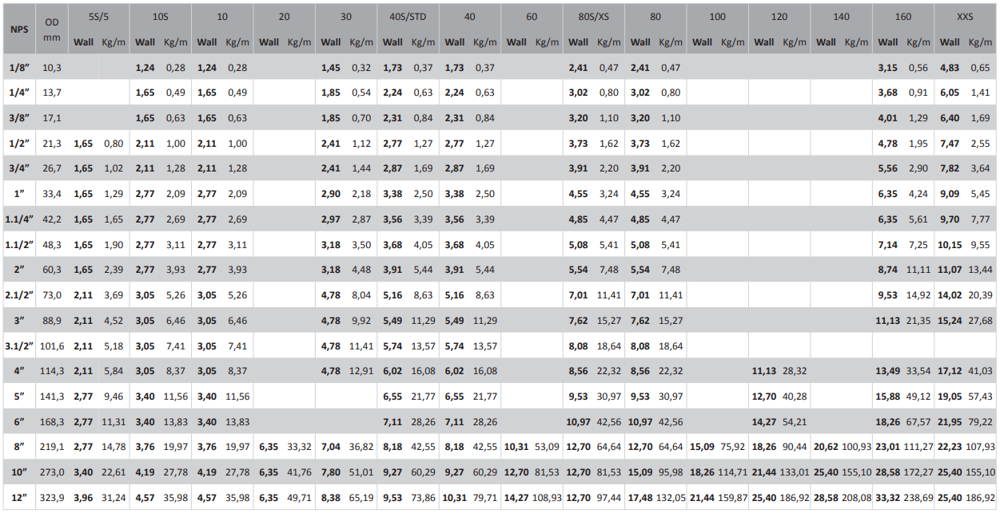 NPS OD mm 5S/5 10S 10 20 30 40S/STD 40 60 80S/XS 80 100 120 140 160 XXS
Wall Kg/m Wall Kg/m Wall Kg/m Wall Kg/m Wall Kg/m Wall Kg/m Wall Kg/m Wall Kg/m Wall Kg/m Wall Kg/m Wall Kg/m Wall Kg/m Wall Kg/m Wall Kg/m Wall Kg/m
1/8” 10,3 1,24 0,28 1,24 0,28 1,45 0,32 1,73 0,37 1,73 0,37 2,41 0,47 2,41 0,47 3,15 0,56 4,83 0,65
1/4” 13,7 1,65 0,49 1,65 0,49 1,85 0,54 2,24 0,63 2,24 0,63 3,02 0,80 3,02 0,80 3,68 0,91 6,05 1,41
3/8” 17,1 1,65 0,63 1,65 0,63 1,85 0,70 2,31 0,84 2,31 0,84 3,20 1,10 3,20 1,10 4,01 1,29 6,40 1,69
1/2” 21,3 1,65 0,80 2,11 1,00 2,11 1,00 2,41 1,12 2,77 1,27 2,77 1,27 3,73 1,62 3,73 1,62 4,78 1,95 7,47 2,55
3/4” 26,7 1,65 1,02 2,11 1,28 2,11 1,28 2,41 1,44 2,87 1,69 2,87 1,69 3,91 2,20 3,91 2,20 5,56 2,90 7,82 3,64
1” 33,4 1,65 1,29 2,77 2,09 2,77 2,09 2,90 2,18 3,38 2,50 3,38 2,50 4,55 3,24 4,55 3,24 6,35 4,24 9,09 5,45
1.1/4” 42,2 1,65 1,65 2,77 2,69 2,77 2,69 2,97 2,87 3,56 3,39 3,56 3,39 4,85 4,47 4,85 4,47 6,35 5,61 9,70 7,77
1.1/2” 48,3 1,65 1,90 2,77 3,11 2,77 3,11 3,18 3,50 3,68 4,05 3,68 4,05 5,08 5,41 5,08 5,41 7,14 7,25 10,15 9,55
2” 60,3 1,65 2,39 2,77 3,93 2,77 3,93 3,18 4,48 3,91 5,44 3,91 5,44 5,54 7,48 5,54 7,48 8,74 11,11 11,07 13,44
2.1/2” 73,0 2,11 3,69 3,05 5,26 3,05 5,26 4,78 8,04 5,16 8,63 5,16 8,63 7,01 11,41 7,01 11,41 9,53 14,92 14,02 20,39
3” 88,9 2,11 4,52 3,05 6,46 3,05 6,46 4,78 9,92 5,49 11,29 5,49 11,29 7,62 15,27 7,62 15,27 11,13 21,35 15,24 27,68
3.1/2” 101,6 2,11 5,18 3,05 7,41 3,05 7,41 4,78 11,41 5,74 13,57 5,74 13,57 8,08 18,64 8,08 18,64
4” 114,3 2,11 5,84 3,05 8,37 3,05 8,37 4,78 12,91 6,02 16,08 6,02 16,08 8,56 22,32 8,56 22,32 11,13 28,32 13,49 33,54 17,12 41,03
5” 141,3 2,77 9,46 3,40 11,56 3,40 11,56 6,55 21,77 6,55 21,77 9,53 30,97 9,53 30,97 12,70 40,28 15,88 49,12 19,05 57,43
6” 168,3 2,77 11,31 3,40 13,83 3,40 13,83 7,11 28,26 7,11 28,26 10,97 42,56 10,97 42,56 14,27 54,21 18,26 67,57 21,95 79,22
8” 219,1 2,77 14,78 3,76 19,97 3,76 19,97 6,35 33,32 7,04 36,82 8,18 42,55 8,18 42,55 10,31 53,09 12,70 64,64 12,70 64,64 15,09 75,92 18,26 90,44 20,62 100,93 23,01 111,27 22,23 107,93
10” 273,0 3,40 22,61 4,19 27,78 4,19 27,78 6,35 41,76 7,80 51,01 9,27 60,29 9,27 60,29 12,70 81,53 12,70 81,53 15,09 95,98 18,26 114,71 21,44 133,01 25,40 155,10 28,58 172,27 25,40 155,10
12” 323,9 3,96 31,24 4,57 35,98 4,57 35,98 6,35 49,71 8,38 65,19 9,53 73,86 10,31 79,71 14,27 108,93 12,70 97,44 17,48 132,05 21,44 159,87 25,40 186,92 28,58 208,08 33,32 238,69 25,40 186,92